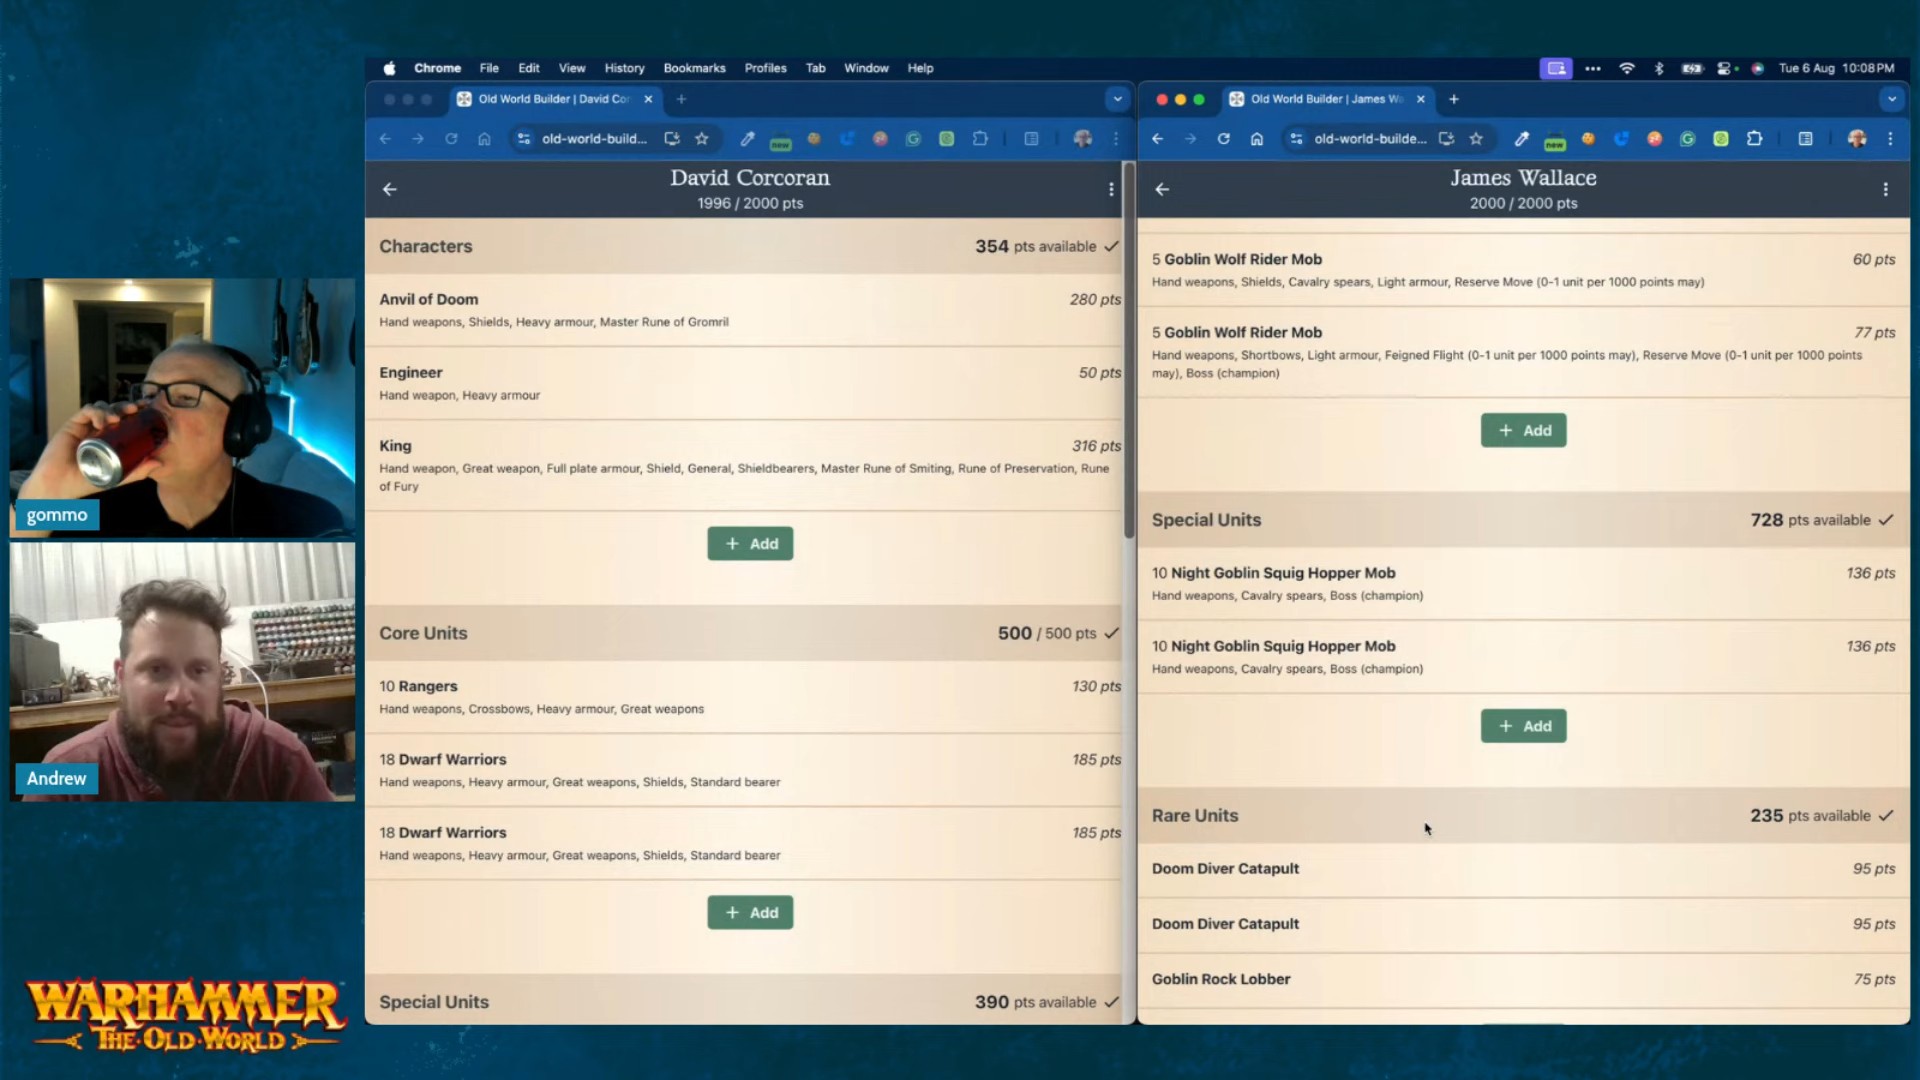 Chrome File Edit View History Bookmarks Profiles Tab Window Help
Tue 6 Aug 10:08 PM
Old World Builder | David Cor
old-world-build...
new
David Corcoran
1996 / 2000 pts
Characters 354 pts available
Anvil of Doom 280 pts
Hand weapons, Shields, Heavy armour, Master Rune of Gromril
Engineer 50 pts
Hand weapon, Heavy armour
King 316 pts
Hand weapon, Great weapon, Full plate armour, Shield, General, Shieldbearers, Master Rune of Smiting, Rune of Preservation, Rune
of Fury
+ Add
Core Units 500 / 500 pts
10 Rangers 130 pts
Hand weapons, Crossbows, Heavy armour, Great weapons
18 Dwarf Warriors 185 pts
Hand weapons, Heavy armour, Great weapons, Shields, Standard bearer
18 Dwarf Warriors 185 pts
Hand weapons, Heavy armour, Great weapons, Shields, Standard bearer
+ Add
Special Units 390 pts available
Old World Builder | James Wa
old-world-builde...
new
James Wallace
2000 / 2000 pts
5 Goblin Wolf Rider Mob 60 pts
Hand weapons, Shields, Cavalry spears, Light armour, Reserve Move (0-1 unit per 1000 points may)
5 Goblin Wolf Rider Mob 77 pts
Hand weapons, Shortbows, Light armour, Feigned Flight (0-1 unit per 1000 points may), Reserve Move (0-1 unit per 1000 points
may), Boss (champion)
+ Add
Special Units 728 pts available
10 Night Goblin Squig Hopper Mob 136 pts
Hand weapons, Cavalry spears, Boss (champion)
10 Night Goblin Squig Hopper Mob 136 pts
Hand weapons, Cavalry spears, Boss (champion)
+ Add
Rare Units 235 pts available
Doom Diver Catapult 95 pts
Doom Diver Catapult 95 pts
Goblin Rock Lobber 75 pts
gommo
Andrew
WARHAMMER
THE·OLD·WORLD